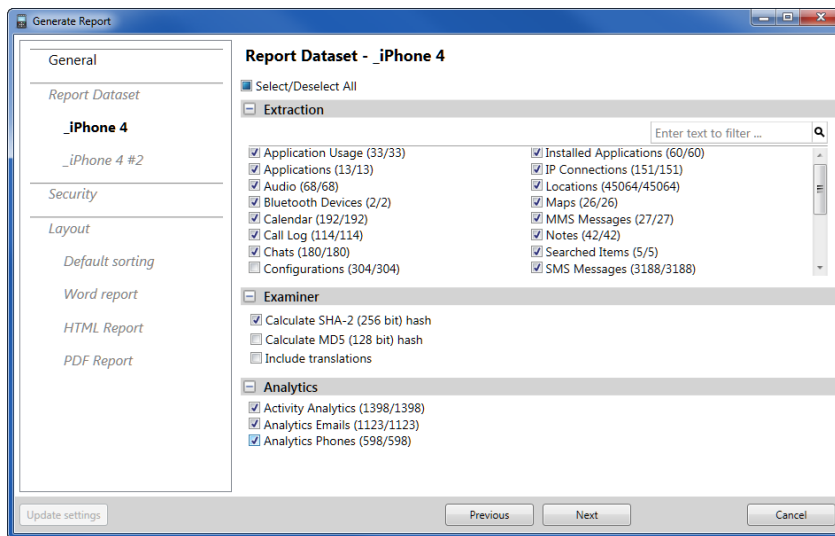 Generate Report
General
Report Dataset
_iPhone 4
_iPhone 4 #2
Security
Layout
Default sorting
Word report
HTML Report
PDF Report
Report Dataset - _iPhone 4
Select/Deselect All
Extraction
Enter text to filter ...
Application Usage (33/33)
Applications (13/13)
Audio (68/68)
Bluetooth Devices (2/2)
Calendar (192/192)
Call Log (114/114)
Chats (180/180)
Configurations (304/304)
Installed Applications (60/60)
IP Connections (151/151)
Locations (45064/45064)
Maps (26/26)
MMS Messages (27/27)
Notes (42/42)
Searched Items (5/5)
SMS Messages (3188/3188)
Examiner
Calculate SHA-2 (256 bit) hash
Calculate MD5 (128 bit) hash
Include translations
Analytics
Activity Analytics (1398/1398)
Analytics Emails (1123/1123)
Analytics Phones (598/598)
Update settings
Previous
Next
Cancel